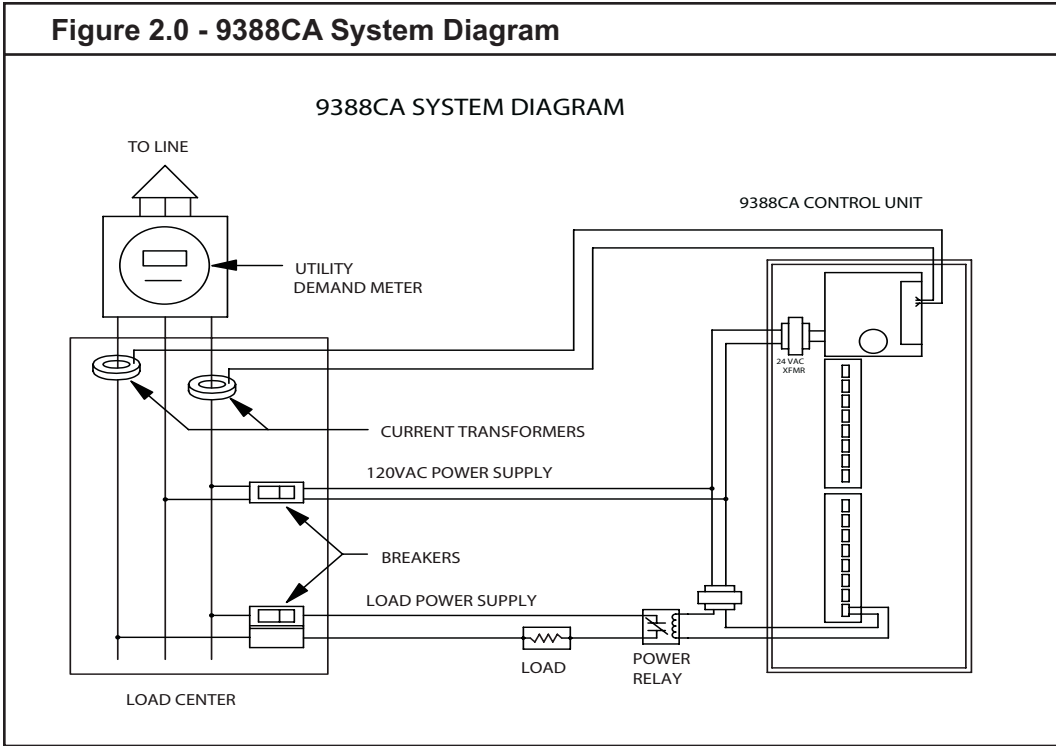 Figure 2.0 - 9388CA System Diagram
9388CA SYSTEM DIAGRAM
TO LINE
9388CA CONTROL UNIT
UTILITY
DEMAND METER
24 VAC
XFMR
CURRENT TRANSFORMERS
120VAC POWER SUPPLY
BREAKERS
LOAD POWER SUPPLY
LOAD
POWER
RELAY
LOAD CENTER